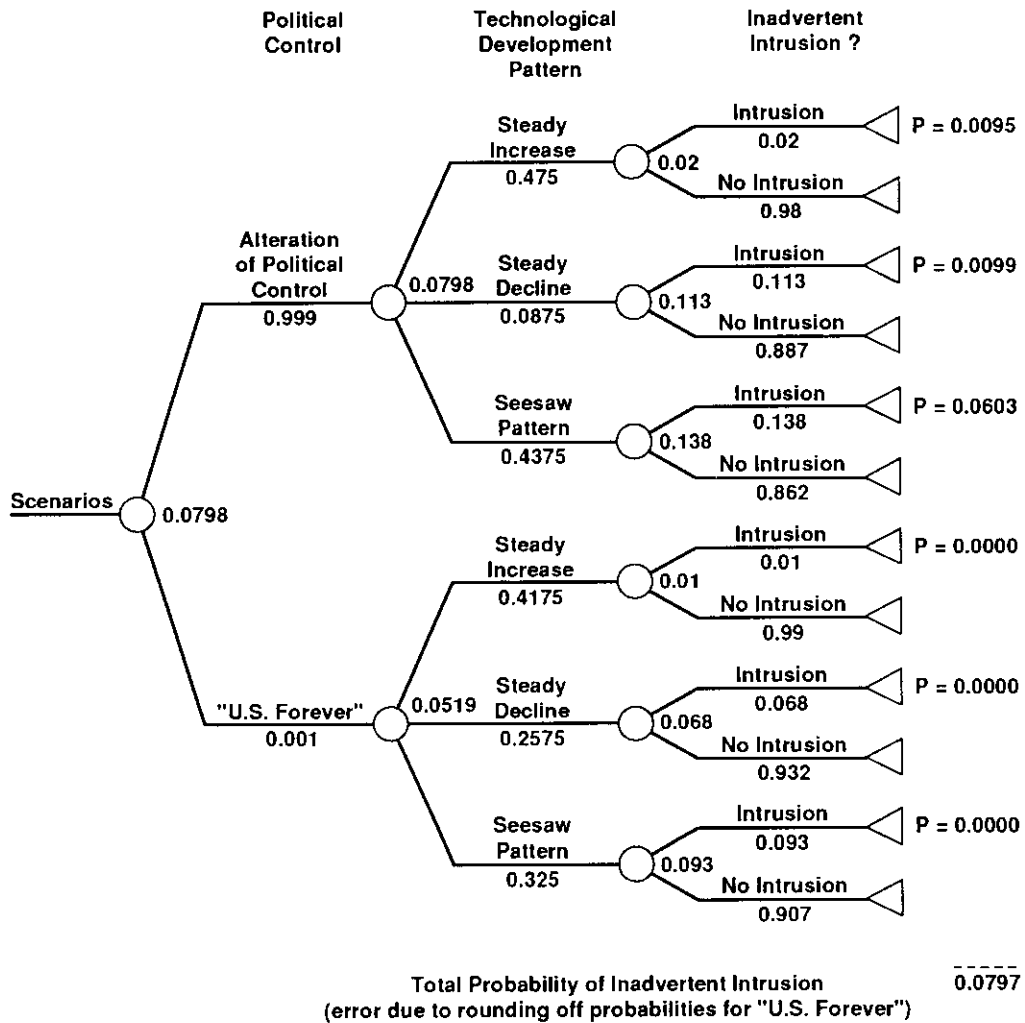 Political
Control
Technological
Development
Pattern
Inadvertent
Intrusion ?
Scenarios
0.0798
Alteration
of Political
Control
0.999
0.0798
Steady
Increase
0.475
0.02
Intrusion
0.02
P = 0.0095
No Intrusion
0.98
Steady
Decline
0.0875
0.113
Intrusion
0.113
P = 0.0099
No Intrusion
0.887
Seesaw
Pattern
0.4375
0.138
Intrusion
0.138
P = 0.0603
No Intrusion
0.862
"U.S. Forever"
0.001
0.0519
Steady
Increase
0.4175
0.01
Intrusion
0.01
P = 0.0000
No Intrusion
0.99
Steady
Decline
0.2575
0.068
Intrusion
0.068
P = 0.0000
No Intrusion
0.932
Seesaw
Pattern
0.325
0.093
Intrusion
0.093
P = 0.0000
No Intrusion
0.907
Total Probability of Inadvertent Intrusion 0.0797
(error due to rounding off probabilities for "U.S. Forever")